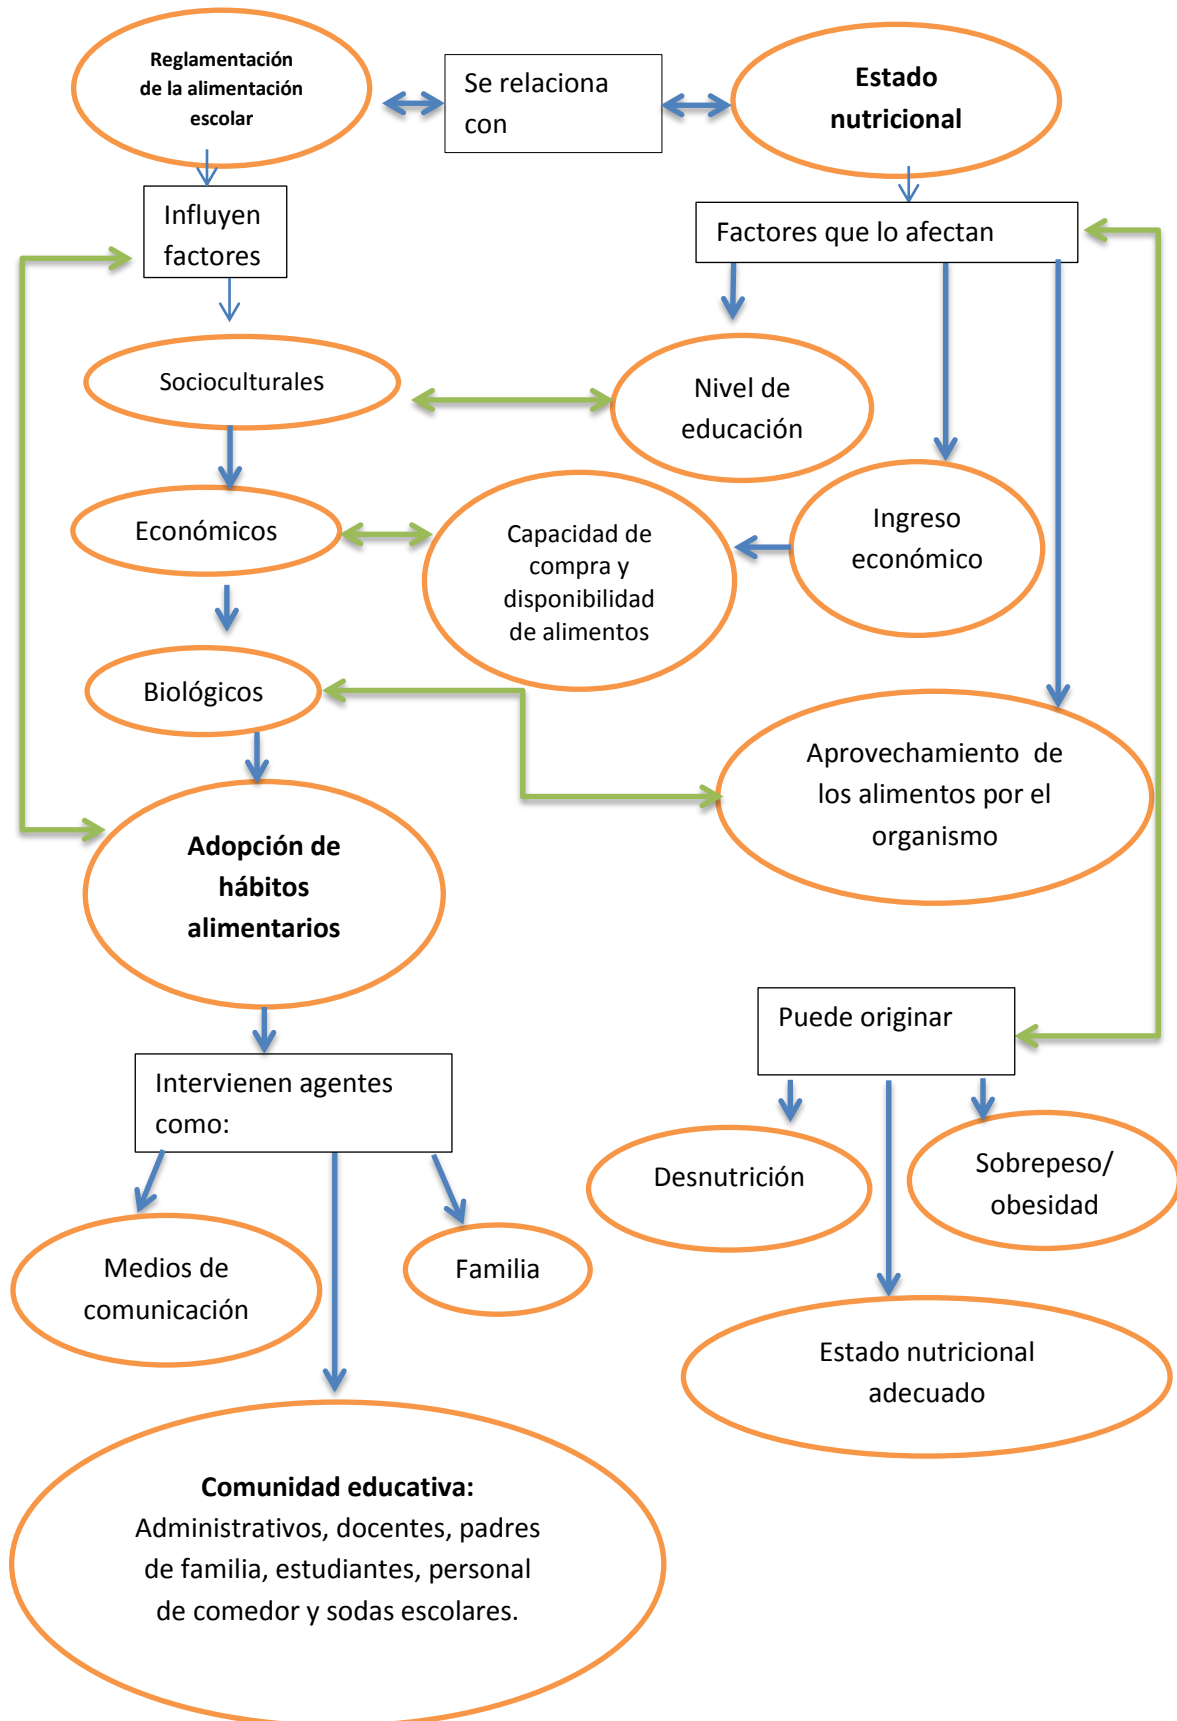 Reglamentación
de la alimentación
escolar
Se relaciona
con
Estado
nutricional
Influyen
factores
Factores que lo afectan
Socioculturales
Nivel de
educación
Económicos
Capacidad de
compra y
disponibilidad
de alimentos
Ingreso
económico
Biológicos
Aprovechamiento de
los alimentos por el
organismo
Adopción de
hábitos
alimentarios
Puede originar
Intervienen agentes
como:
Desnutrición
Sobrepeso/
obesidad
Medios de
comunicación
Familia
Estado nutricional
adecuado
Comunidad educativa:
Administrativos, docentes, padres
de familia, estudiantes, personal
de comedor y sodas escolares.